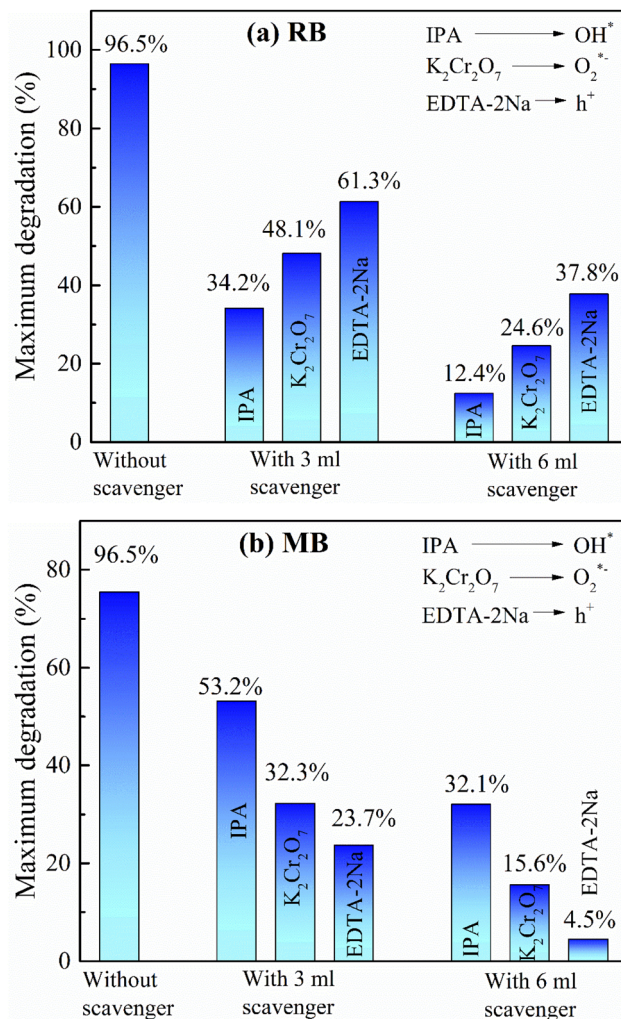 (a) RB
IPA → OH*
K₂Cr₂O₇ → O₂*⁻
EDTA-2Na → h⁺
Maximum degradation (%)
100
80
60
40
20
0
96.5%
34.2%
48.1%
61.3%
12.4%
24.6%
37.8%
IPA
K₂Cr₂O₇
EDTA-2Na
IPA
K₂Cr₂O₇
EDTA-2Na
Without
scavenger
With 3 ml
scavenger
With 6 ml
scavenger
(b) MB
IPA → OH*
K₂Cr₂O₇ → O₂*⁻
EDTA-2Na → h⁺
Maximum degradation (%)
80
60
40
20
0
96.5%
53.2%
32.3%
23.7%
32.1%
15.6%
4.5%
IPA
K₂Cr₂O₇
EDTA-2Na
IPA
K₂Cr₂O₇
EDTA-2Na
Without
scavenger
With 3 ml
scavenger
With 6 ml
scavenger